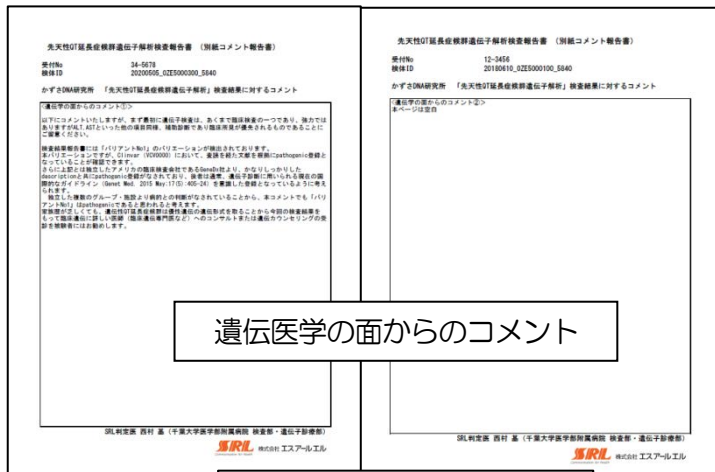 先天性QT延長症候群遺伝子解析検査報告書 (別紙コメント報告書)
受付No 34-5678
検体ID 20200505_0ZE5000300_5840
かずさDNA研究所 「先天性QT延長症候群遺伝子解析」検査結果に対するコメント
<遺伝学の面からのコメント①>
以下にコメントいたしますが、まず最初に遺伝子検査は、あくまで臨床検査の一つであり、強力では
ありますがALT、ASTといった他の項目同様、補助診断であり臨床所見が優先されるものであることに
ご留意ください。
検査結果報告書には「バリアントNo1」のバリエーションが検出されております。
本バリエーションですが、Clinvar (VCV0000) において、査読を経た文献を根拠にpathogenic登録と
なっていることが確認できます。
さらに上記とは独立したアメリカの臨床検査会社であるGeneDx社より、かなりしっかりした
descriptionと共にpathogenic登録がなされており、後者は通常、遺伝子診断に用いられる現在の国
際的なガイドライン (Genet Med. 2015 May:17(5):405-24) を意識した登録となっているように考え
られます。
独立した複数のグループ・施設より病的との判断がなされていることから、本コメントでも「バリ
アントNo1」はpathogenicであると思われると考えます。
家族歴が乏しくても、遺伝性QT延長症候群は優性遺伝の遺伝形式を取ることから今回の検査結果を
もって臨床遺伝に詳しい医師 (臨床遺伝専門医など) へのコンサルトまたは遺伝カウンセリングの受
診を被験者にはお勧めします。
SRL判定医 西村 基 (千葉大学医学部附属病院 検査部・遺伝子診療部)
SRL 株式会社 エスアールエル
先天性QT延長症候群遺伝子解析検査報告書 (別紙コメント報告書)
受付No 12-3456
検体ID 20180610_0ZE5000100_5840
かずさDNA研究所 「先天性QT延長症候群遺伝子解析」検査結果に対するコメント
<遺伝学の面からのコメント②>
本ページは空白
SRL判定医 西村 基 (千葉大学医学部附属病院 検査部・遺伝子診療部)
SRL 株式会社 エスアールエル
遺伝医学の面からのコメント